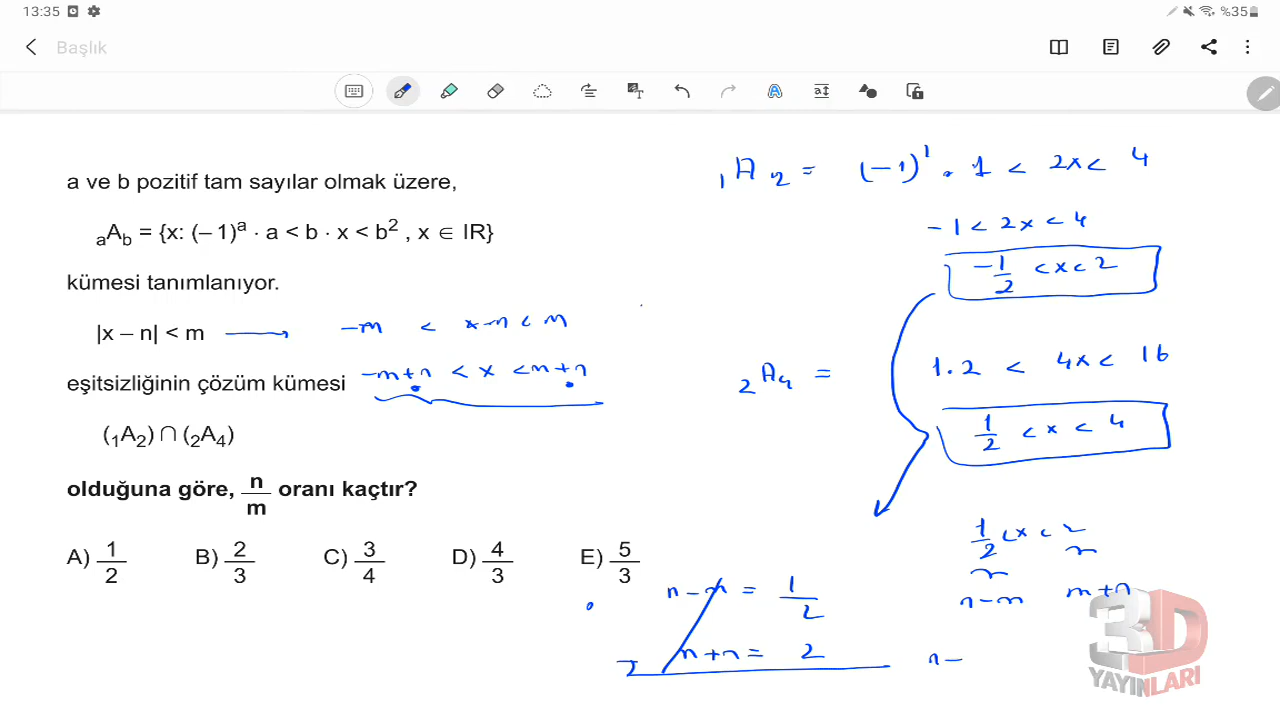 13:35 %35
Başlık
a ve b pozitif tam sayılar olmak üzere,
ₐA_b = {x: (– 1)^a · a < b · x < b² , x ∈ IR}
kümesi tanımlanıyor.
|x – n| < m → –m < x–n < m
eşitsizliğinin çözüm kümesi –m+n < x < m+n
(₁A₂) ∩ (₂A₄)
olduğuna göre, n/m oranı kaçtır?
A) 1/2 B) 2/3 C) 3/4 D) 4/3 E) 5/3
₁A₂ = (–1)¹ . 1 < 2x < 4
–1 < 2x < 4
–1/2 < x < 2
₂A₄ = 1.2 < 4x < 16
1/2 < x < 4
1/2 < x < 2
n–m m+n
n–m = 1/2
m+n = 2
n–
3D
YAYINLARI